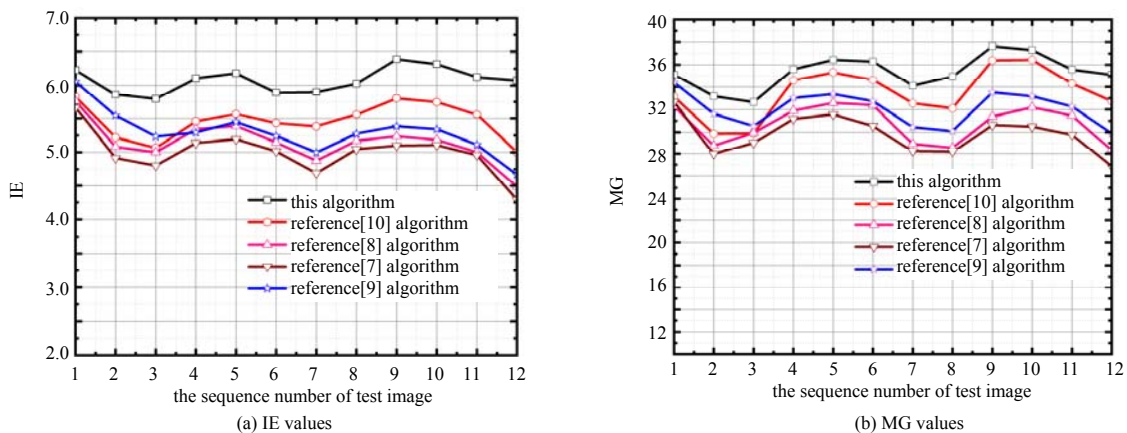 7.0
6.0
5.0
4.0
3.0
2.0
IE
this algorithm
reference[10] algorithm
reference[8] algorithm
reference[7] algorithm
reference[9] algorithm
1 2 3 4 5 6 7 8 9 10 11 12
the sequence number of test image
(a) IE values
40
36
32
28
24
20
16
12
MG
this algorithm
reference[10] algorithm
reference[8] algorithm
reference[7] algorithm
reference[9] algorithm
1 2 3 4 5 6 7 8 9 10 11 12
the sequence number of test image
(b) MG values